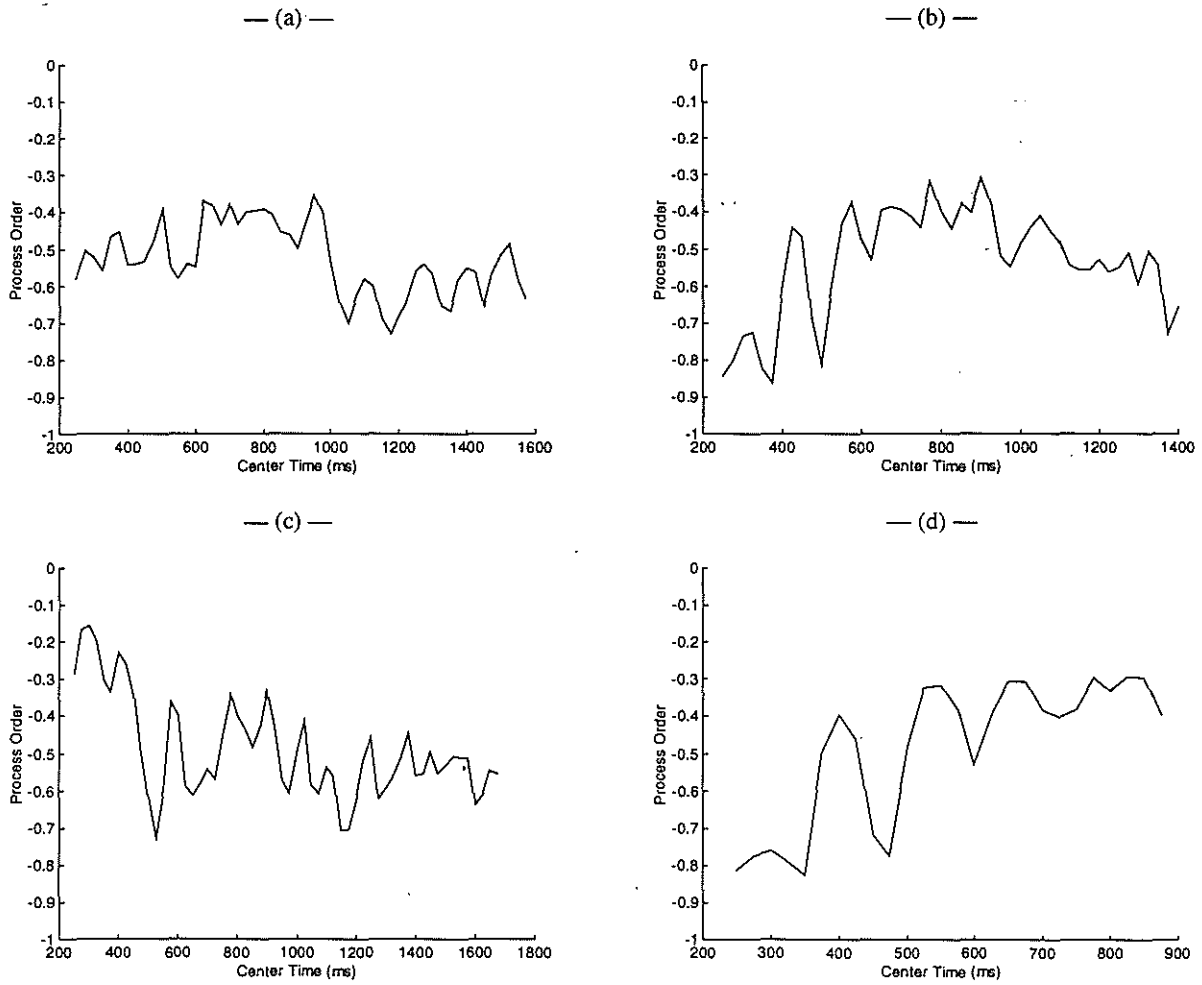 — (a) —
0
-0.1
-0.2
-0.3
-0.4
-0.5
-0.6
-0.7
-0.8
-0.9
-1
Process Order
200 400 600 800 1000 1200 1400 1600
Center Time (ms)
— (b) —
0
-0.1
-0.2
-0.3
-0.4
-0.5
-0.6
-0.7
-0.8
-0.9
-1
Process Order
200 400 600 800 1000 1200 1400
Center Time (ms)
— (c) —
0
-0.1
-0.2
-0.3
-0.4
-0.5
-0.6
-0.7
-0.8
-0.9
-1
Process Order
200 400 600 800 1000 1200 1400 1600 1800
Center Time (ms)
— (d) —
0
-0.1
-0.2
-0.3
-0.4
-0.5
-0.6
-0.7
-0.8
-0.9
-1
Process Order
200 300 400 500 600 700 800 900
Center Time (ms)